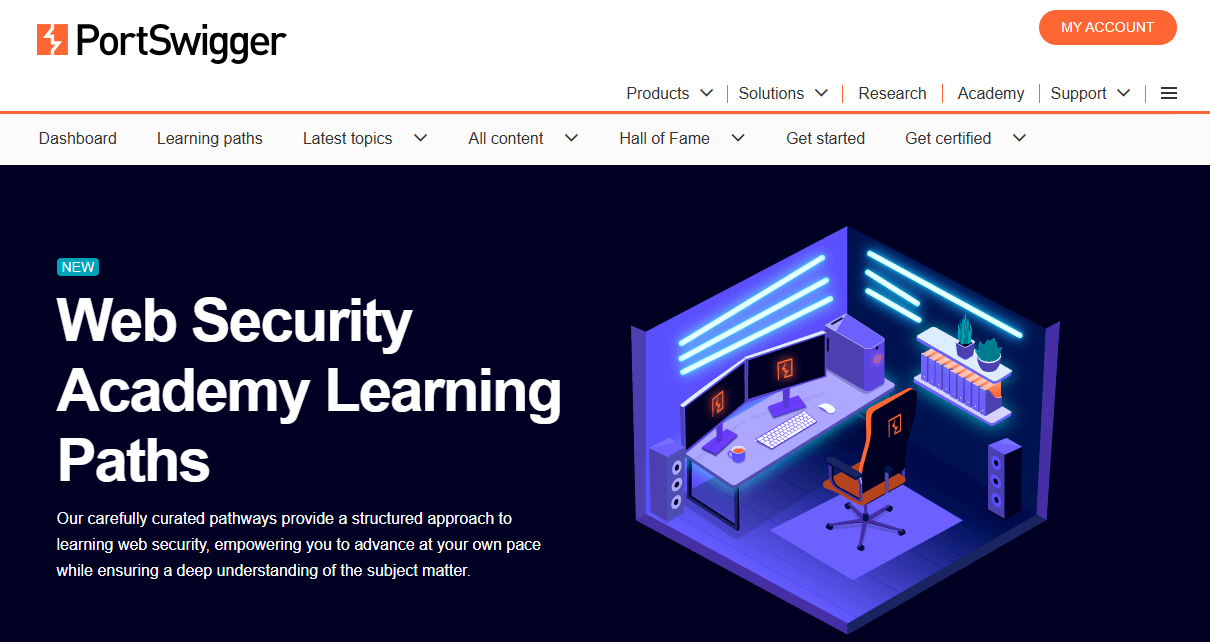 PortSwigger
MY ACCOUNT
Products
Solutions
Research
Academy
Support
Dashboard
Learning paths
Latest topics
All content
Hall of Fame
Get started
Get certified
NEW
Web Security
Academy Learning
Paths
Our carefully curated pathways provide a structured approach to
learning web security, empowering you to advance at your own pace
while ensuring a deep understanding of the subject matter.